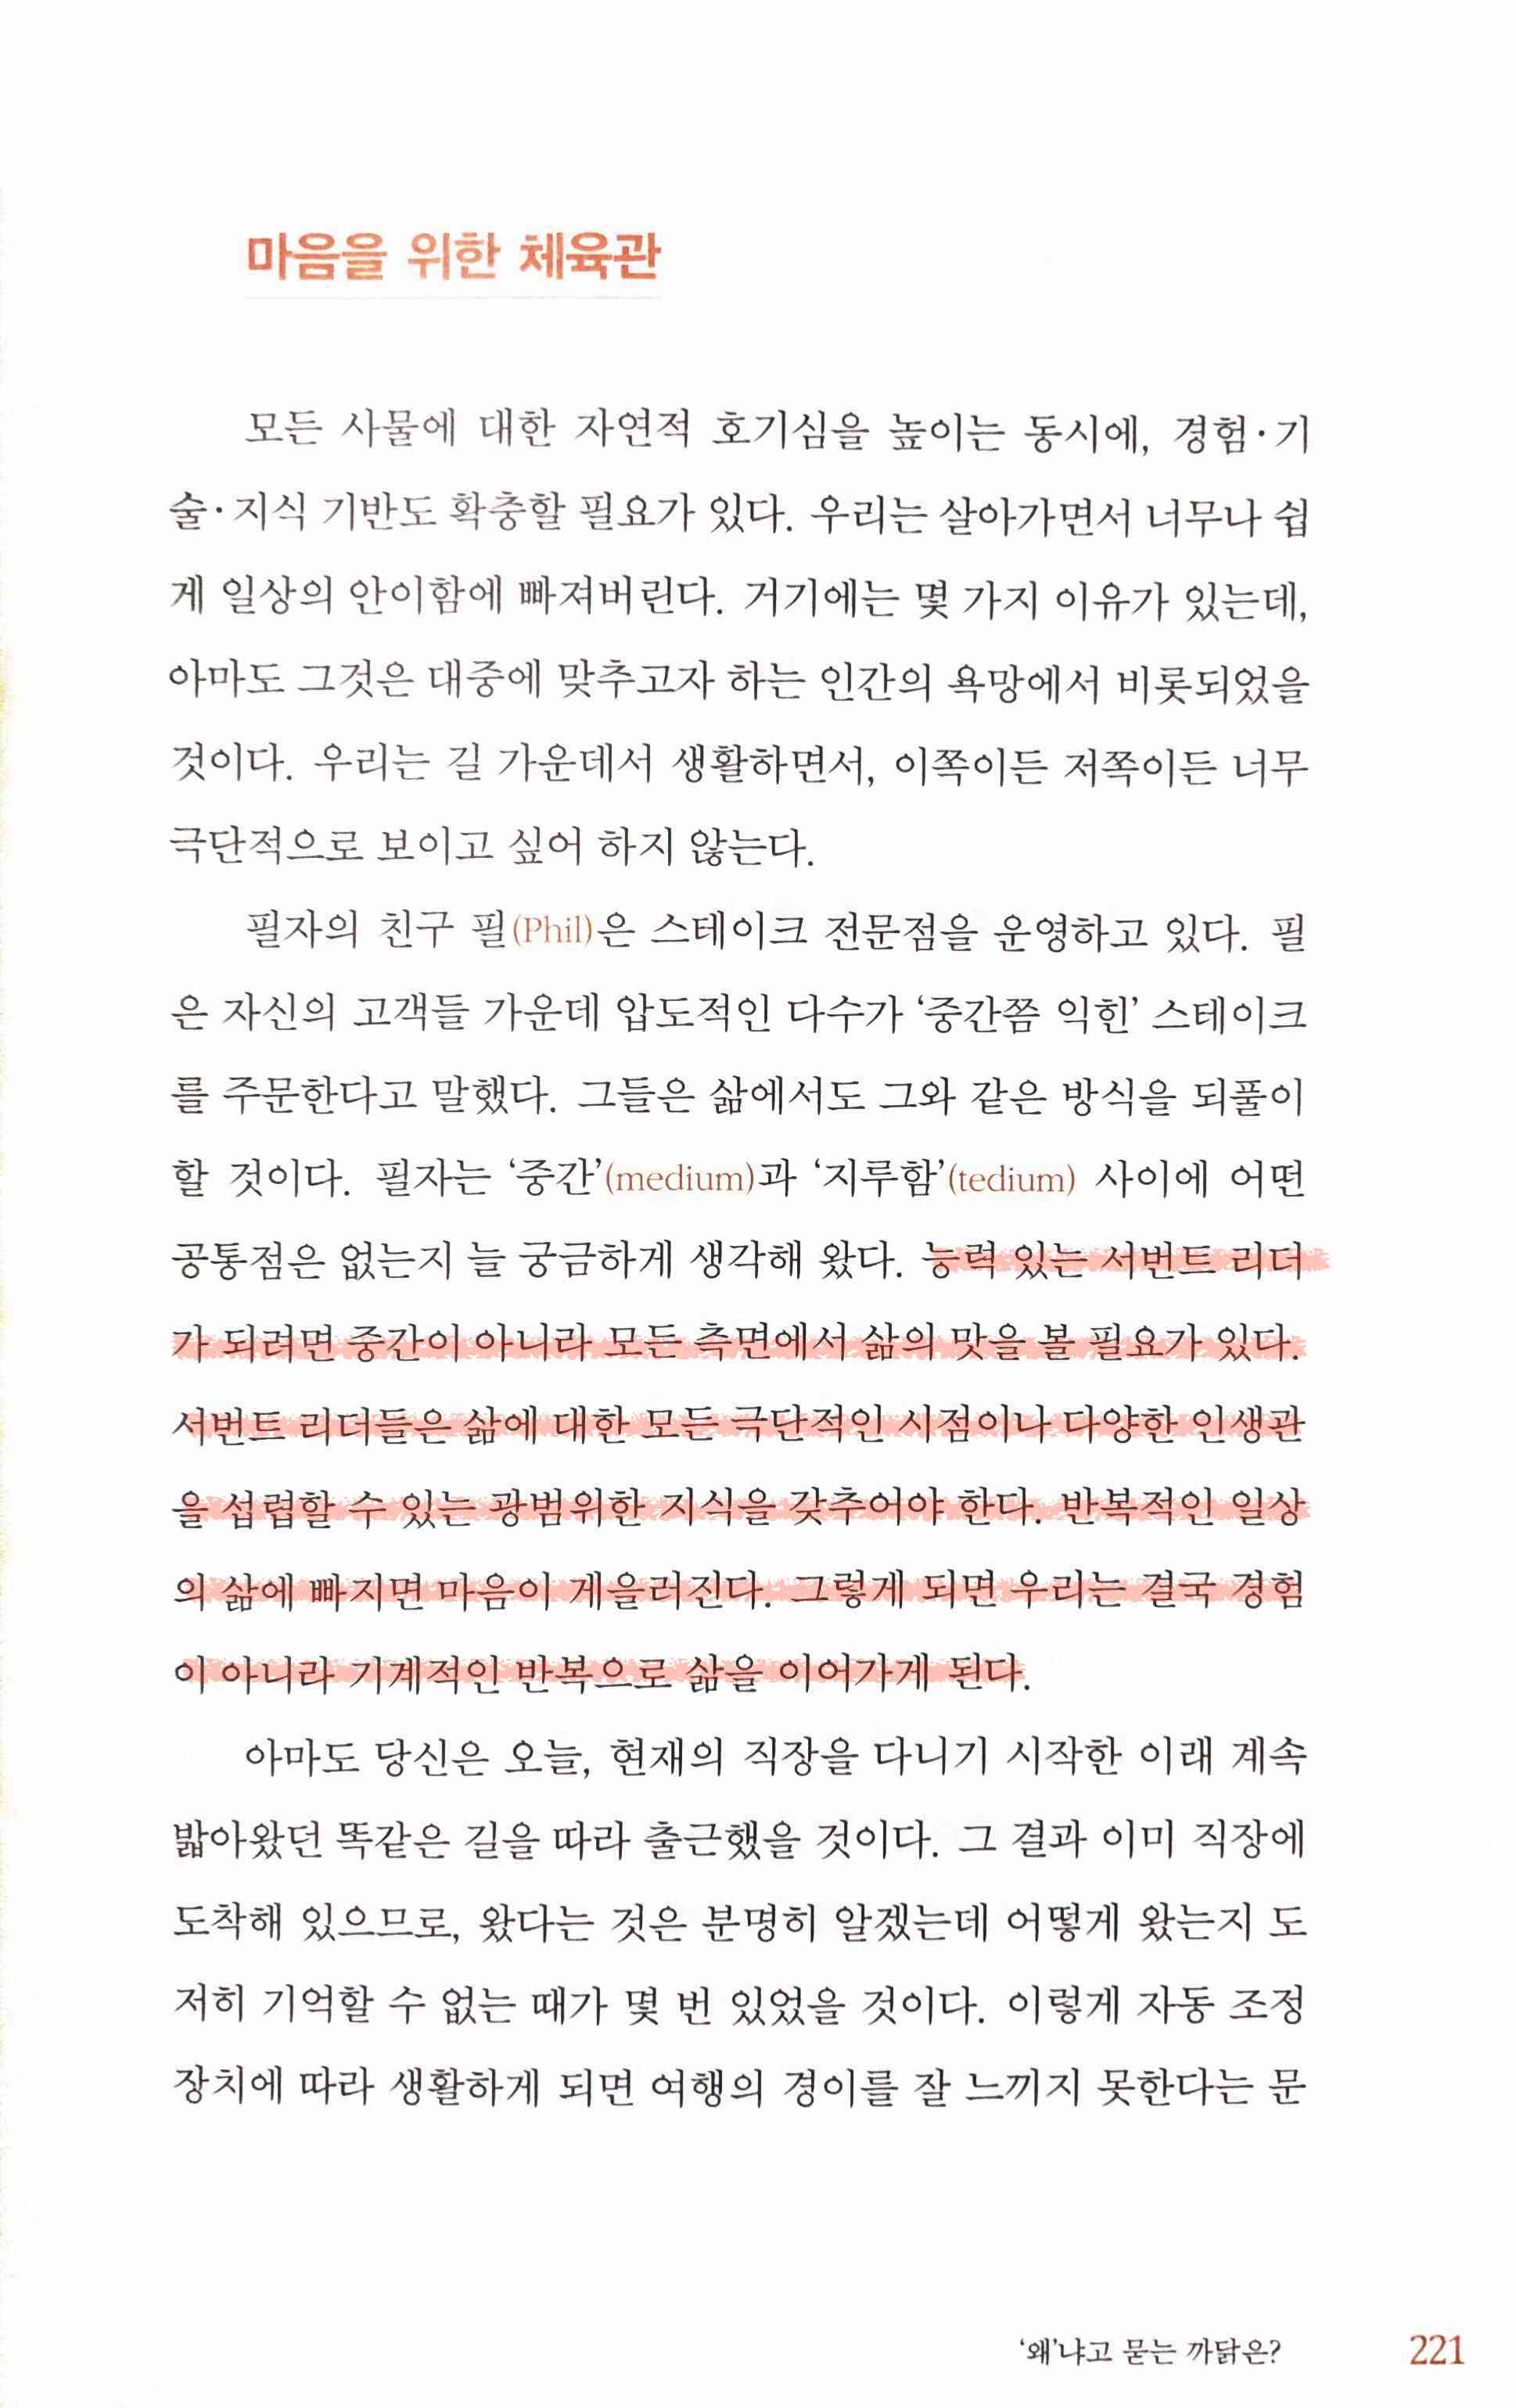 마음을 위한 체육관
모든 사물에 대한 자연적 호기심을 높이는 동시에, 경험·기
술·지식 기반도 확충할 필요가 있다. 우리는 살아가면서 너무나 쉽
게 일상의 안이함에 빠져버린다. 거기에는 몇 가지 이유가 있는데,
아마도 그것은 대중에 맞추고자 하는 인간의 욕망에서 비롯되었을
것이다. 우리는 길 가운데서 생활하면서, 이쪽이든 저쪽이든 너무
극단적으로 보이고 싶어 하지 않는다.
필자의 친구 필(Phil)은 스테이크 전문점을 운영하고 있다. 필
은 자신의 고객들 가운데 압도적인 다수가 ‘중간쯤 익힌’ 스테이크
를 주문한다고 말했다. 그들은 삶에서도 그와 같은 방식을 되풀이
할 것이다. 필자는 ‘중간’(medium)과 ‘지루함’(tedium) 사이에 어떤
공통점은 없는지 늘 궁금하게 생각해 왔다. 능력 있는 서번트 리더
가 되려면 중간이 아니라 모든 측면에서 삶의 맛을 볼 필요가 있다.
서번트 리더들은 삶에 대한 모든 극단적인 시점이나 다양한 인생관
을 섭렵할 수 있는 광범위한 지식을 갖추어야 한다. 반복적인 일상
의 삶에 빠지면 마음이 게을러진다. 그렇게 되면 우리는 결국 경험
이 아니라 기계적인 반복으로 삶을 이어가게 된다.
아마도 당신은 오늘, 현재의 직장을 다니기 시작한 이래 계속
밟아왔던 똑같은 길을 따라 출근했을 것이다. 그 결과 이미 직장에
도착해 있으므로, 왔다는 것은 분명히 알겠는데 어떻게 왔는지 도
저히 기억할 수 없는 때가 몇 번 있었을 것이다. 이렇게 자동 조정
장치에 따라 생활하게 되면 여행의 경이를 잘 느끼지 못한다는 문
‘왜’냐고 묻는 까닭은? 221